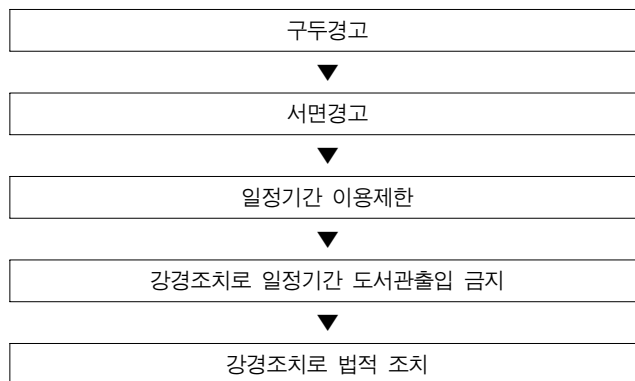 구두경고
▼
서면경고
▼
일정기간 이용제한
▼
강경조치로 일정기간 도서관출입 금지
▼
강경조치로 법적 조치